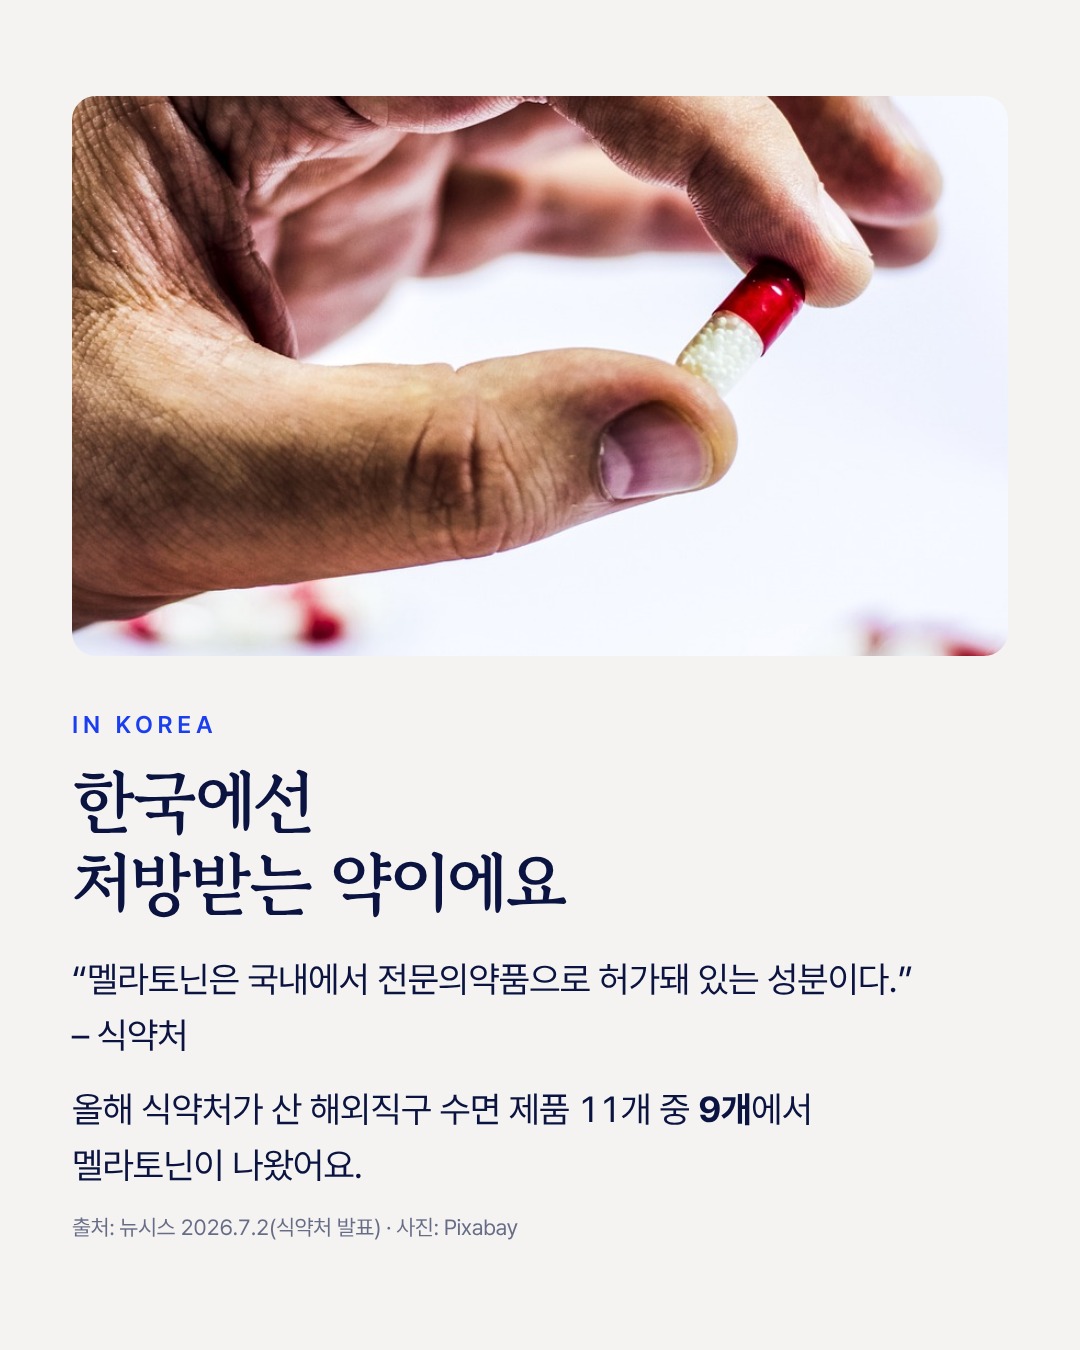 IN KOREA
한국에선
처방받는 약이에요
“멜라토닌은 국내에서 전문의약품으로 허가돼 있는 성분이다.”
– 식약처
올해 식약처가 산 해외직구 수면 제품 11개 중 9개에서
멜라토닌이 나왔어요.
출처: 뉴시스 2026.7.2(식약처 발표) · 사진: Pixabay